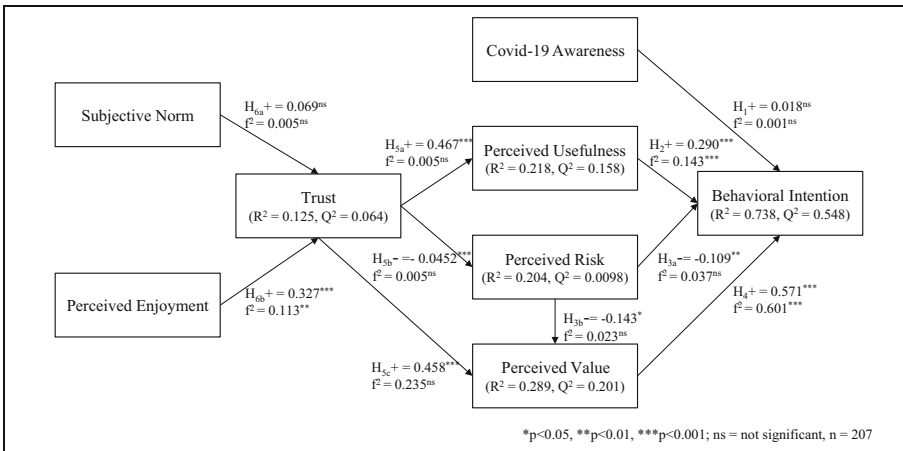 Covid-19 Awareness
Subjective Norm
H₆ₐ+ = 0.069ⁿˢ
f² = 0.005ⁿˢ
H₁+ = 0.018ⁿˢ
f² = 0.001ⁿˢ
H₅ₐ+ = 0.467***
f² = 0.005ⁿˢ
Perceived Usefulness
(R² = 0.218, Q² = 0.158)
H₂+ = 0.290***
f² = 0.143***
Trust
(R² = 0.125, Q² = 0.064)
Behavioral Intention
(R² = 0.738, Q² = 0.548)
H₅b- =- 0.0452***
f² = 0.005ⁿˢ
Perceived Risk
(R² = 0.204, Q² = 0.0098)
H₃ₐ-= -0.109**
f² = 0.037ⁿˢ
Perceived Enjoyment
H₆b+ = 0.327***
f² = 0.113**
H₃b-= -0.143*
f² = 0.023ⁿˢ
H₄+ = 0.571***
f² = 0.601***
H₅c+ = 0.458***
f² = 0.235ⁿˢ
Perceived Value
(R² = 0.289, Q² = 0.201)
*p<0.05, **p<0.01, ***p<0.001; ns = not significant, n = 207